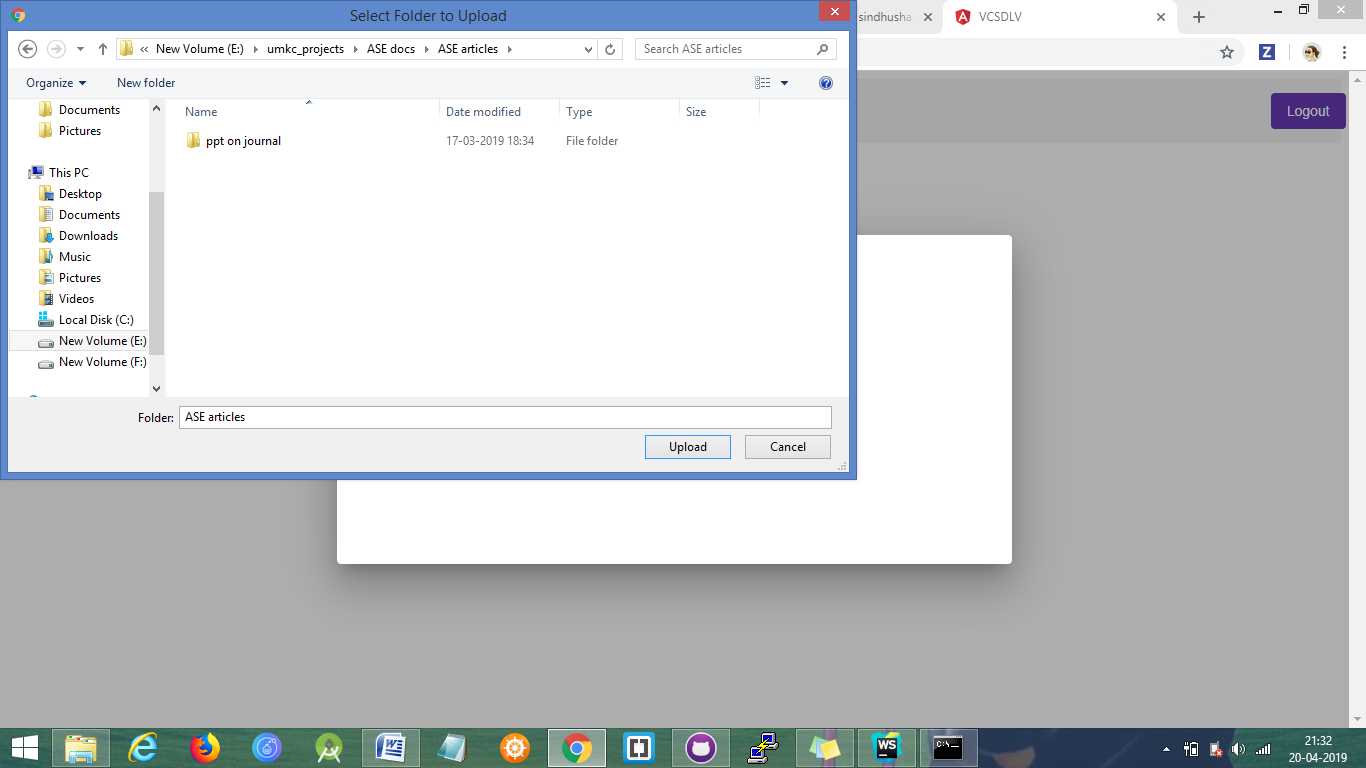 Select Folder to Upload
sindhusha
VCSDLV
« New Volume (E:) umkc_projects ASE docs ASE articles
Search ASE articles
Organize New folder
Z
Logout
Name Date modified Type Size
ppt on journal 17-03-2019 18:34 File folder
Documents
Pictures
This PC
Desktop
Documents
Downloads
Music
Pictures
Videos
Local Disk (C:)
New Volume (E:)
New Volume (F:)
Folder: ASE articles
Upload Cancel
WS
C:\_
21:32
20-04-2019